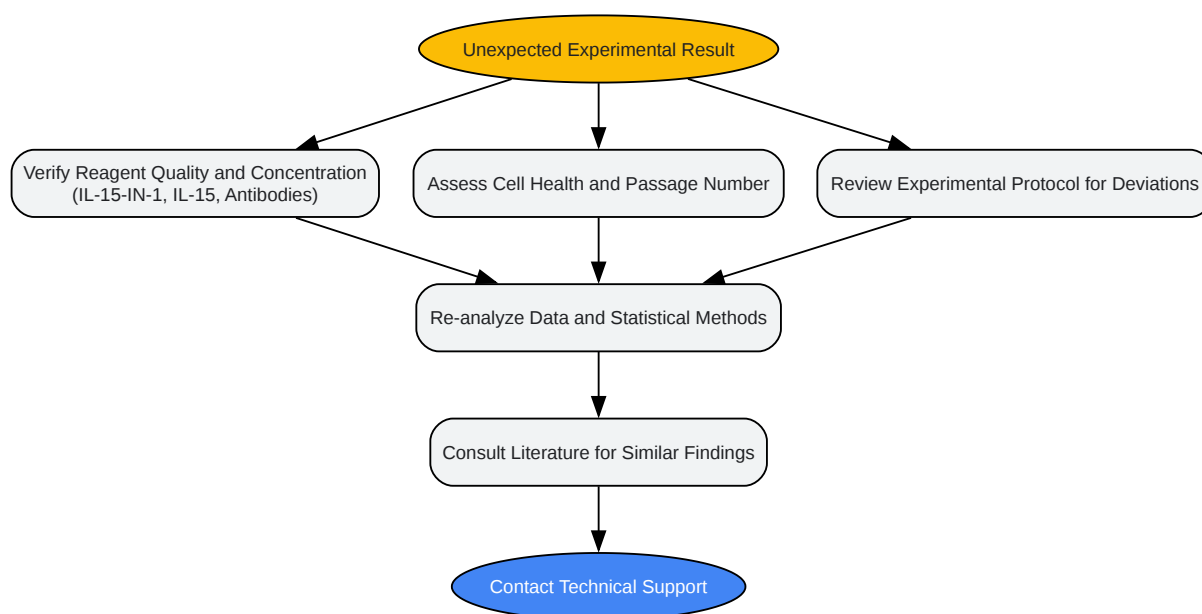 Unexpected Experimental Result
Verify Reagent Quality and Concentration
(IL-15-IN-1, IL-15, Antibodies)
Assess Cell Health and Passage Number
Review Experimental Protocol for Deviations
Re-analyze Data and Statistical Methods
Consult Literature for Similar Findings
Contact Technical Support